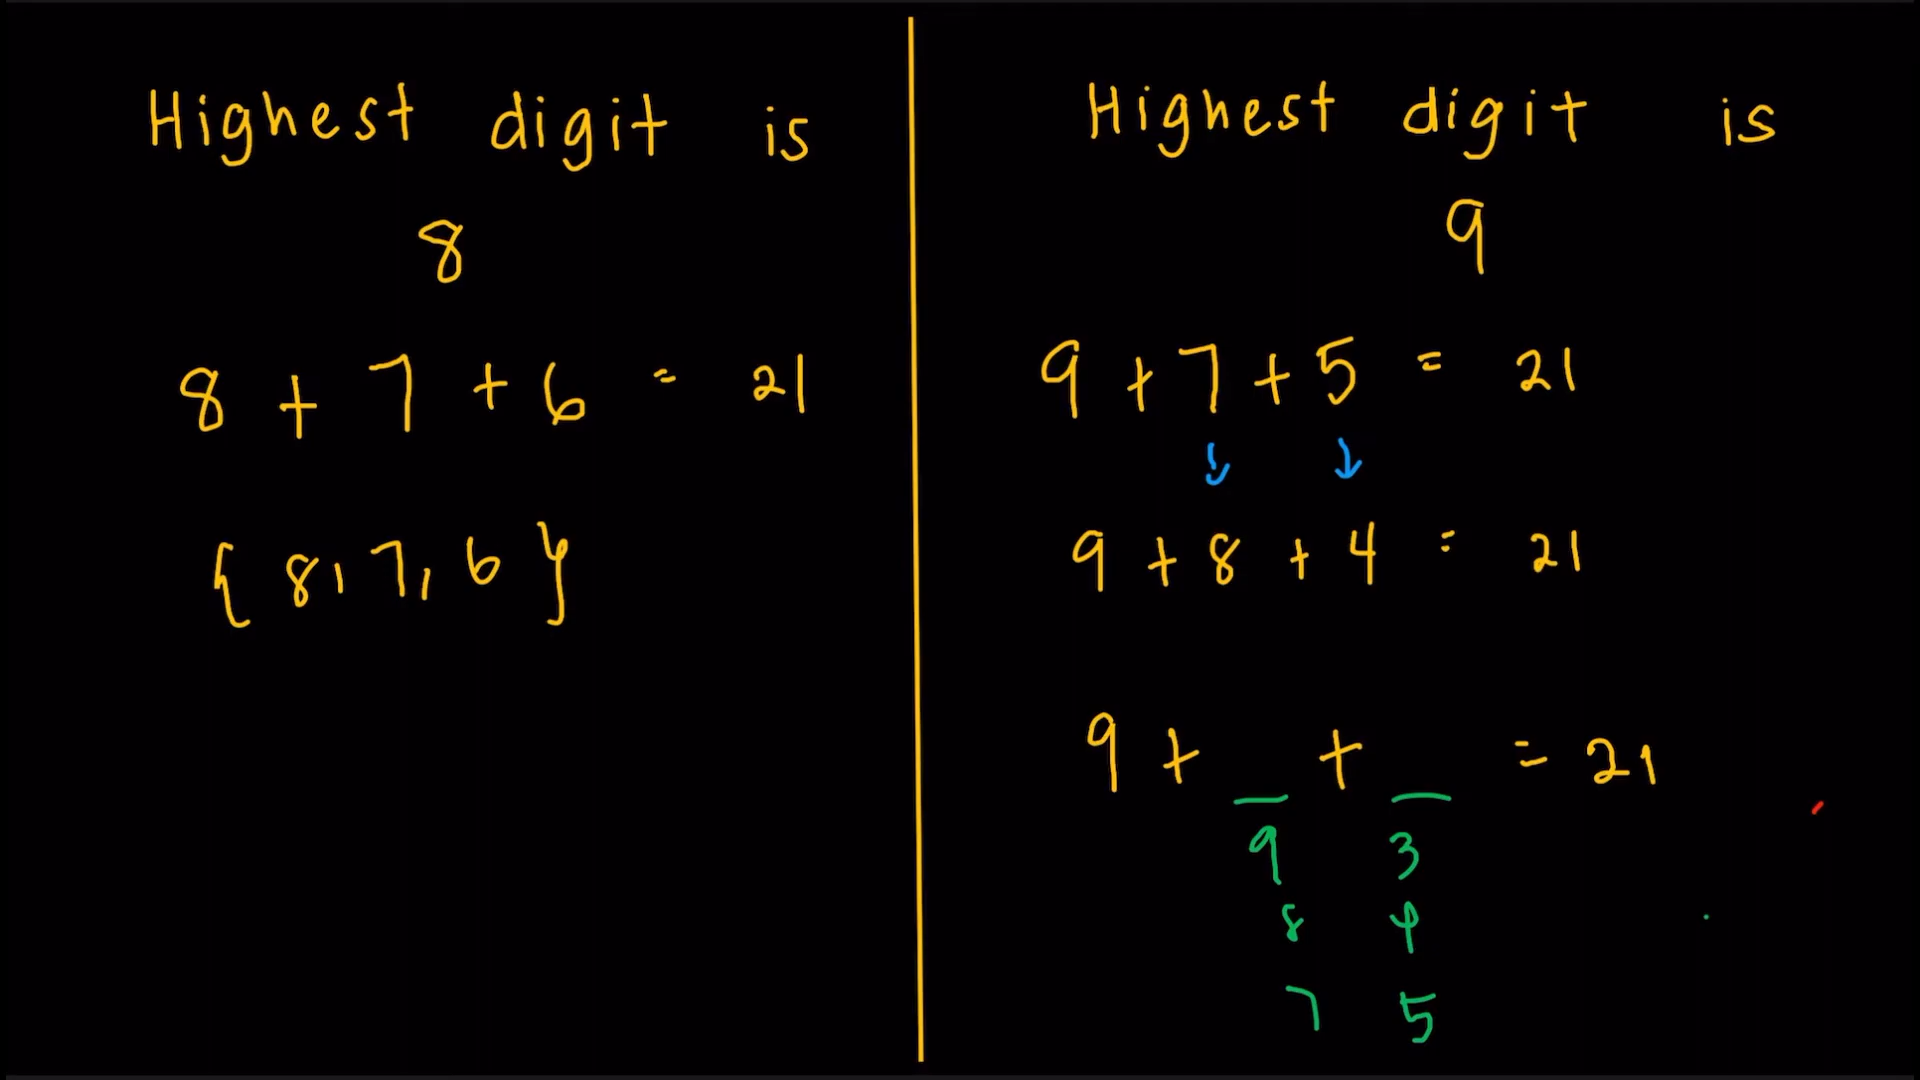 Highest digit is
8
8 + 7 + 6 = 21
{ 8, 7, 6 }
Highest digit is
9
9 + 7 + 5 = 21
↓ ↓
9 + 8 + 4 = 21
9 + _ + _ = 21
9 3
8 4
7 5